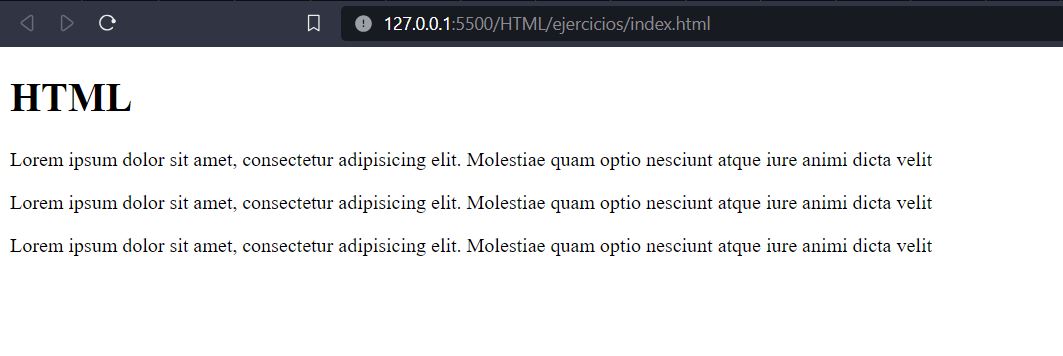 127.0.0.1:5500/HTML/ejercicios/index.html
HTML
Lorem ipsum dolor sit amet, consectetur adipisicing elit. Molestiae quam optio nesciunt atque iure animi dicta velit
Lorem ipsum dolor sit amet, consectetur adipisicing elit. Molestiae quam optio nesciunt atque iure animi dicta velit
Lorem ipsum dolor sit amet, consectetur adipisicing elit. Molestiae quam optio nesciunt atque iure animi dicta velit